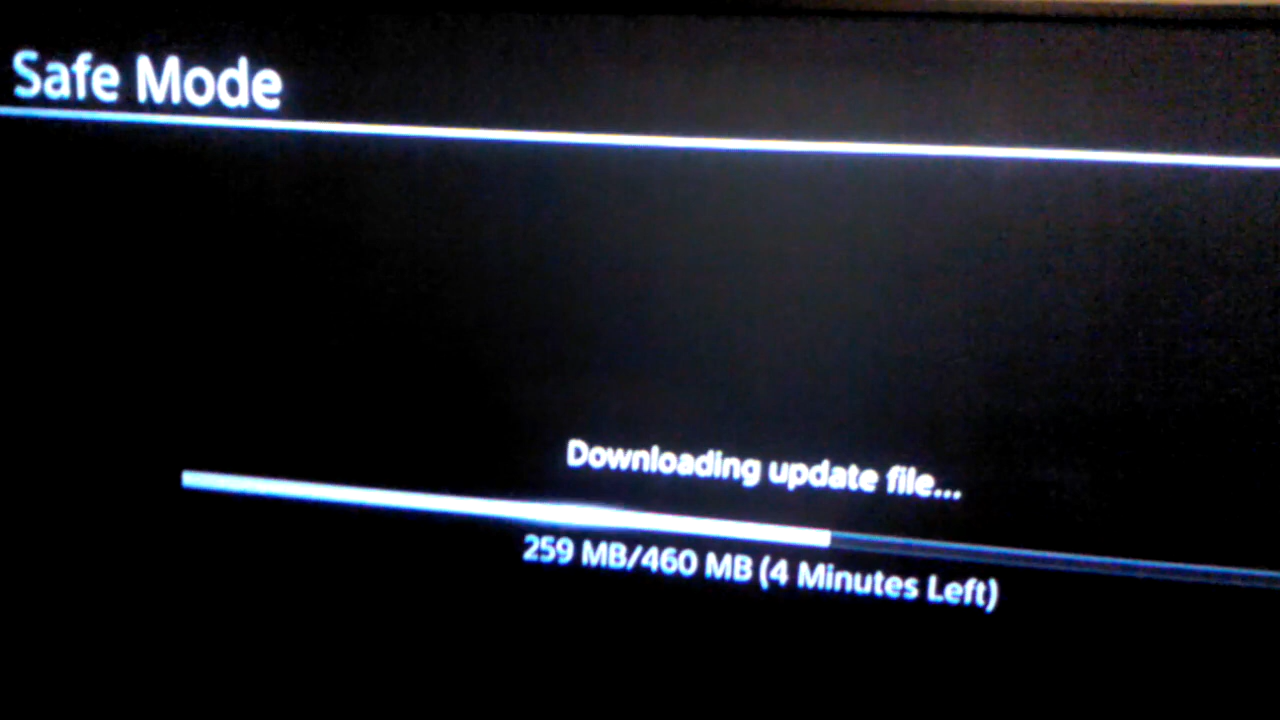 Safe Mode
Downloading update file...
259 MB/460 MB (4 Minutes Left)